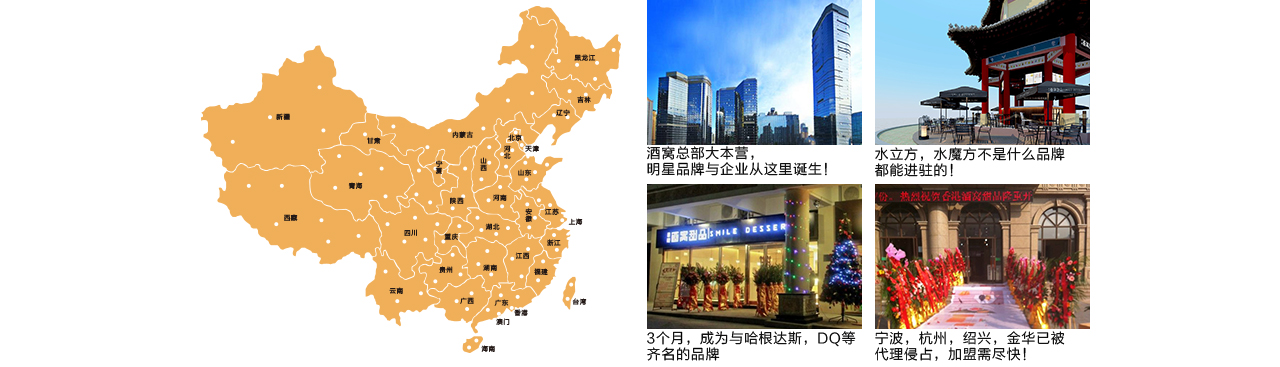 黑龙江
吉林
辽宁
新疆
甘肃
内蒙古
北京
天津
河北
山西
宁夏
山东
青海
陕西
河南
西藏
江苏
安徽
上海
四川
重庆
湖北
浙江
江西
湖南
贵州
福建
云南
广西
广东
台湾
香港
澳门
海南
酒窝总部大本营，
明星品牌与企业从这里诞生！
水立方，水魔方不是什么品牌
都能进驻的！
酒窝甜品 SMILE DESSER
3个月，成为与哈根达斯，DQ等
齐名的品牌
宁波，杭州，绍兴，金华已被
代理侵占，加盟需尽快！